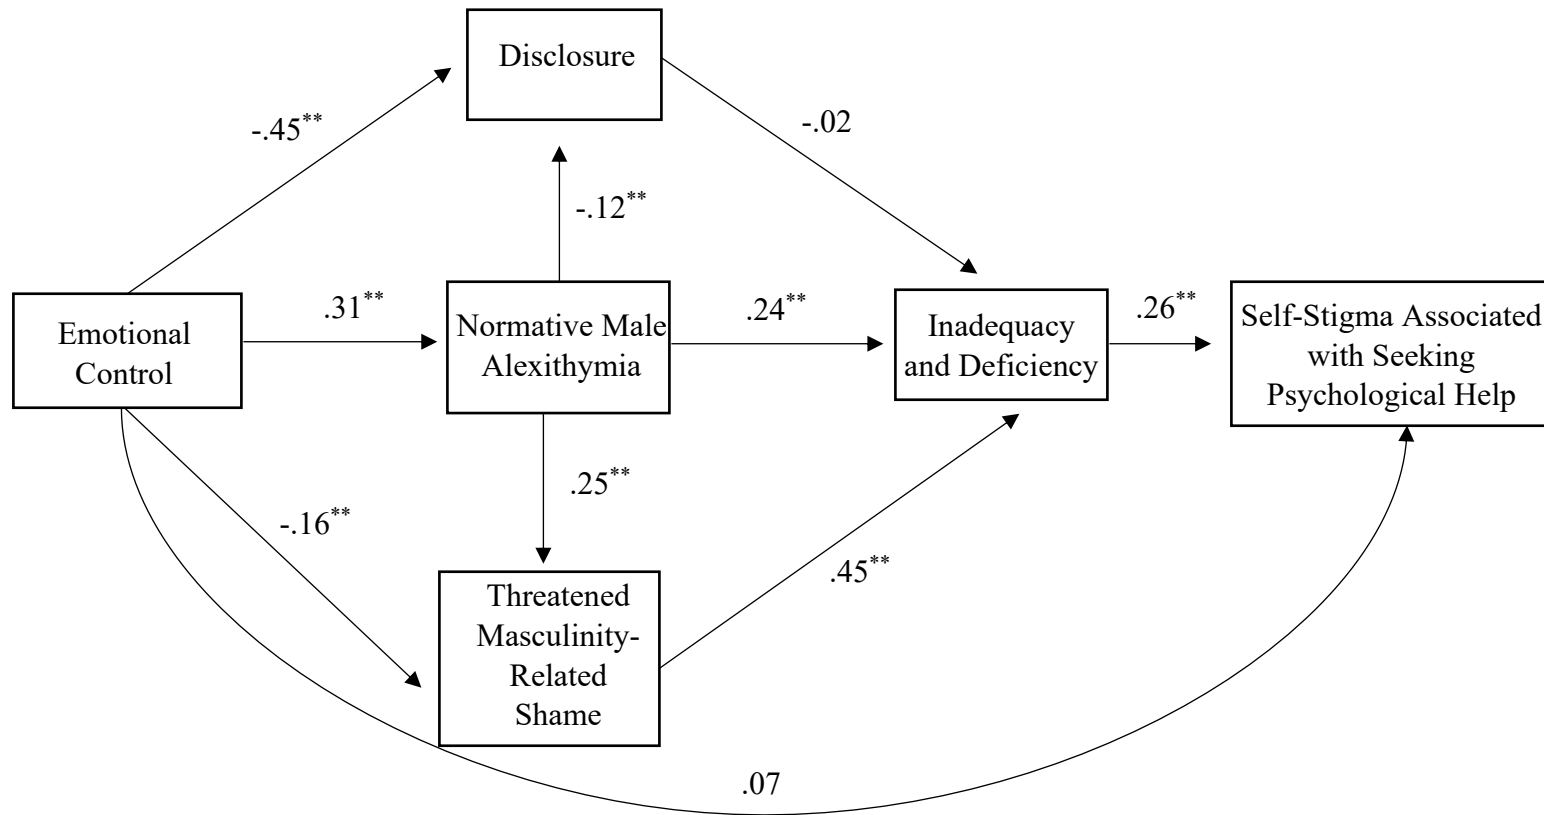 Disclosure
-.45**
-.02
-.12**
Emotional
Control
.31**
Normative Male
Alexithymia
.24**
Inadequacy
and Deficiency
.26**
Self-Stigma Associated
with Seeking
Psychological Help
.25**
-.16**
.45**
Threatened
Masculinity-
Related
Shame
.07